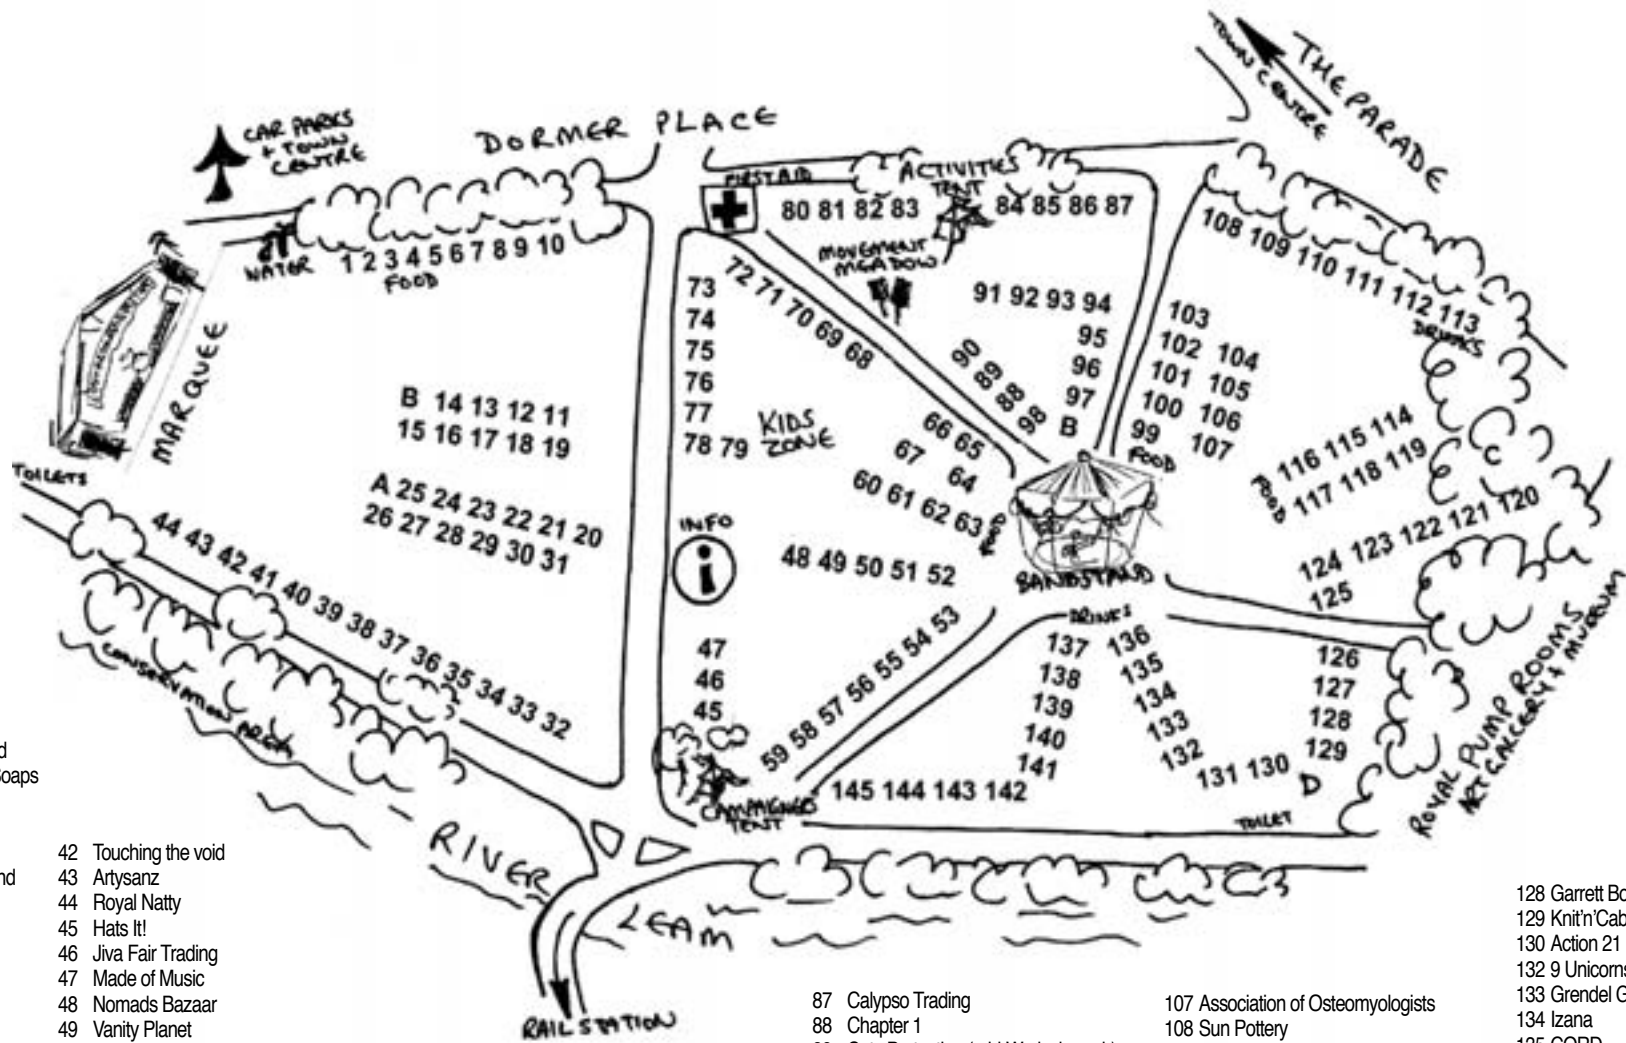 THE PARADE
TOWN CENTRE
CAR PARKS
+ TOWN
CENTRE
DORMER PLACE
FIRST AID
ACTIVITIES
TENT
80 81 82 83
84 85 86 87
MOVEMENT
MEADOW
WATER
1 2 3 4 5 6 7 8 9 10
FOOD
MARQUEE
TOILETS
B 14 13 12 11
15 16 17 18 19
A 25 24 23 22 21 20
26 27 28 29 30 31
44 43 42 41 40 39 38 37 36 35 34 33 32
CONSERVATION AREA
73
74
75
76
77
78 79
KIDS
ZONE
72 71 70 69 68
66 65
67 64
60 61 62 63
FOOD
INFO
i
48 49 50 51 52
47
46
45
59 58 57 56 55 54 53
CAMPAIGNS
TENT
91 92 93 94
95
96
97
B
90
89
88
98
103
102 104
101 105
100 106
99 107
FOOD
108 109 110 111 112 113
DRINKS
116 115 114
117 118 119
FOOD
C
124 123 122 121 120
125
BANDSTAND
DRINKS
137 136
138 135
139 134
140 133
141 132
145 144 143 142
131 130
126
127
128
129
D
TOILET
ROYAL PUMP ROOMS
ART GALLERY + MUSEUM
RIVER
LEAM
RAIL STATION
d
Soaps
nd
42 Touching the void
43 Artysanz
44 Royal Natty
45 Hats It!
46 Jiva Fair Trading
47 Made of Music
48 Nomads Bazaar
49 Vanity Planet
87 Calypso Trading
88 Chapter 1
107 Association of Osteomyologists
108 Sun Pottery
128 Garrett Bo
129 Knit'n'Cab
130 Action 21
132 9 Unicorns
133 Grendel G
134 Izana
135 CORD